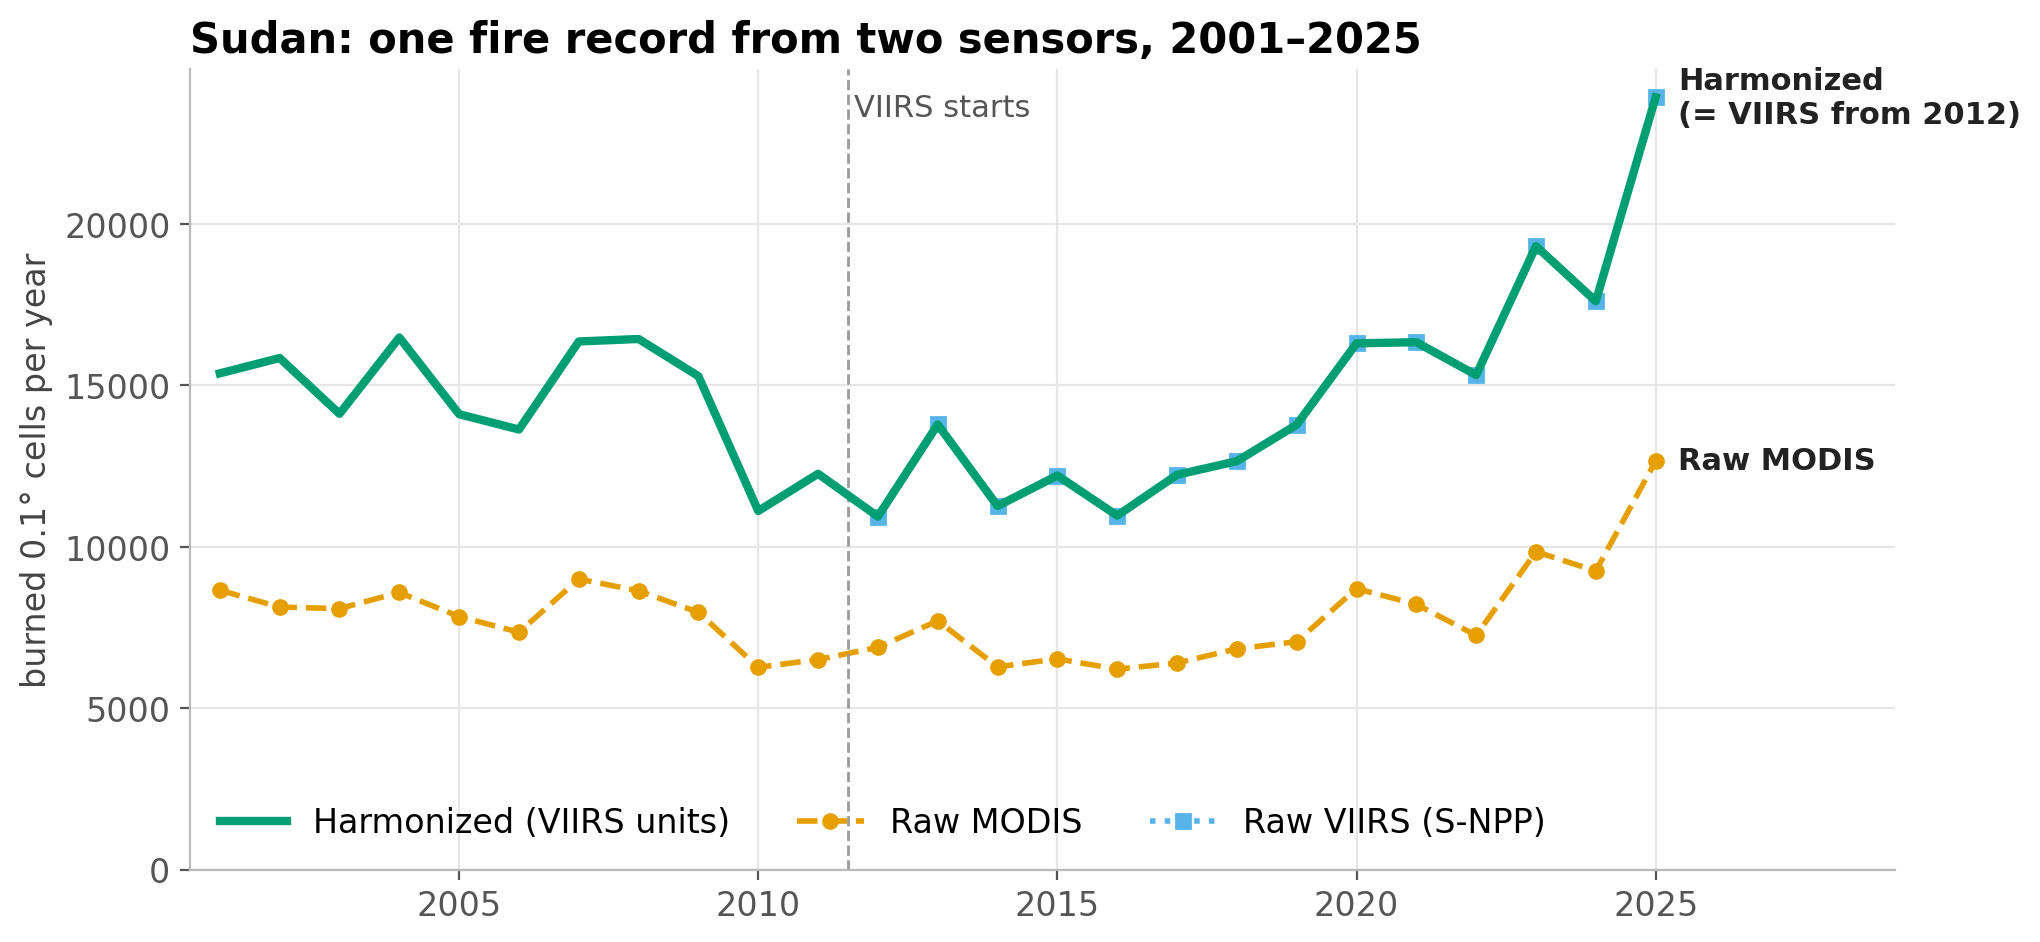 Sudan: one fire record from two sensors, 2001–2025
Harmonized
(= VIIRS from 2012)
VIIRS starts
Raw MODIS
burned 0.1° cells per year
20000
15000
10000
5000
0
Harmonized (VIIRS units)
Raw MODIS
Raw VIIRS (S-NPP)
2005
2010
2015
2020
2025